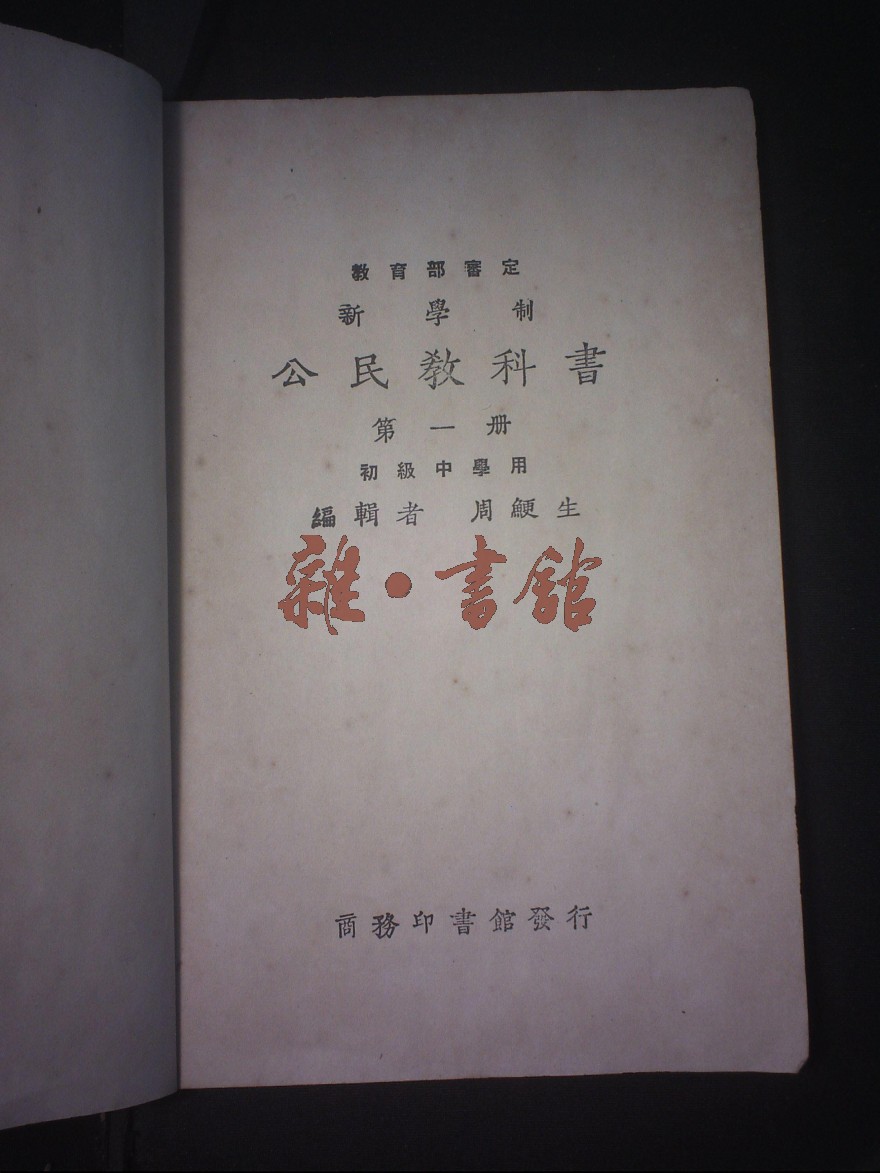 教育部審定
新學制
公民教科書
第一册
初級中學用
編輯者 周鯁生
雜·書館
商務印書館發行